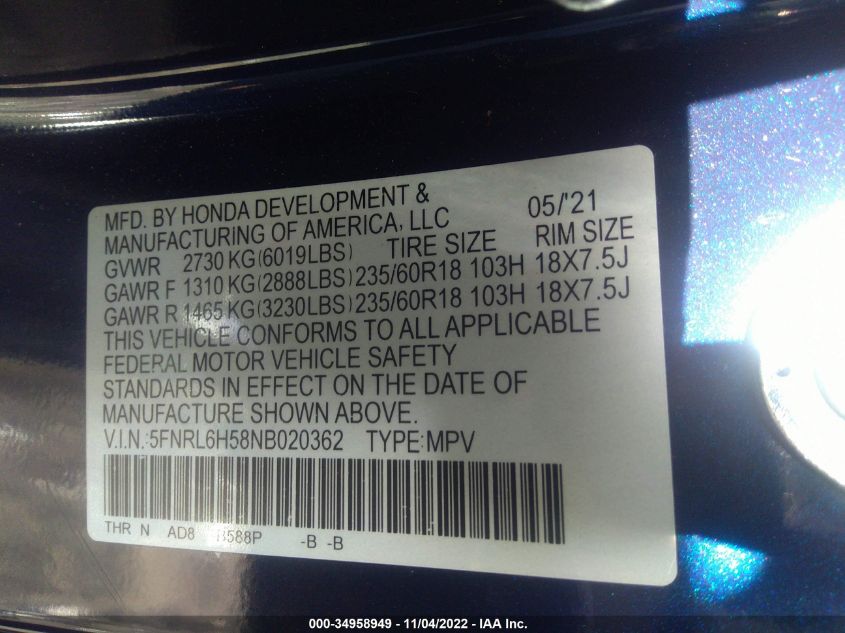 MFD. BY HONDA DEVELOPMENT & 05/'21
MANUFACTURING OF AMERICA, LLC
GVWR 2730 KG (6019LBS) TIRE SIZE RIM SIZE
GAWR F 1310 KG (2888LBS) 235/60R18 103H 18X7.5J
GAWR R 1465 KG (3230LBS) 235/60R18 103H 18X7.5J
THIS VEHICLE CONFORMS TO ALL APPLICABLE
FEDERAL MOTOR VEHICLE SAFETY
STANDARDS IN EFFECT ON THE DATE OF
MANUFACTURE SHOWN ABOVE.
V.I.N.:5FNRL6H58NB020362 TYPE:MPV
THR N AD8 -B -B
000-34958949 - 11/04/2022 - IAA Inc.